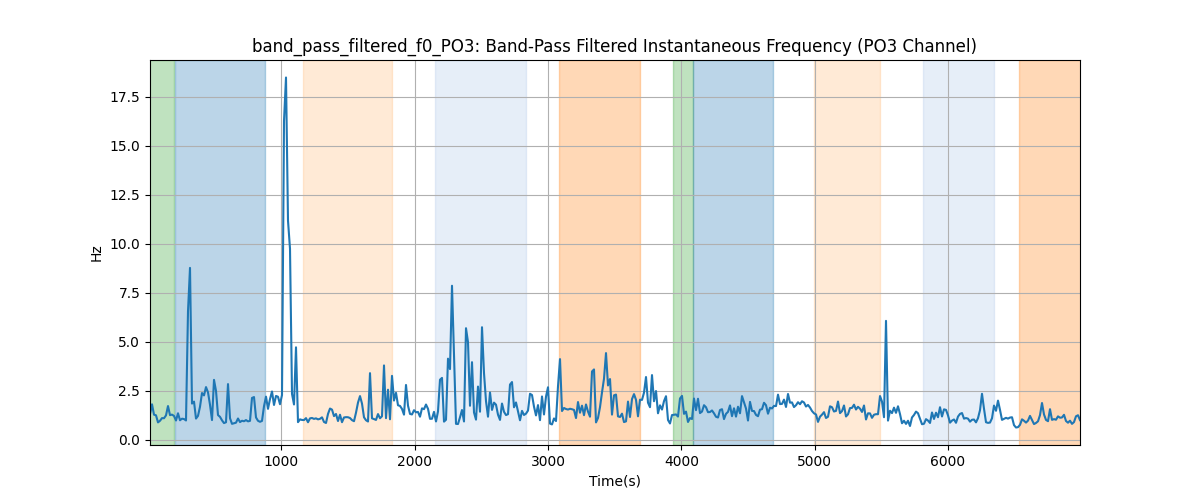 band_pass_filtered_f0_PO3: Band-Pass Filtered Instantaneous Frequency (PO3 Channel)
17.5
15.0
12.5
10.0
7.5
5.0
2.5
0.0
Hz
1000 2000 3000 4000 5000 6000
Time(s)